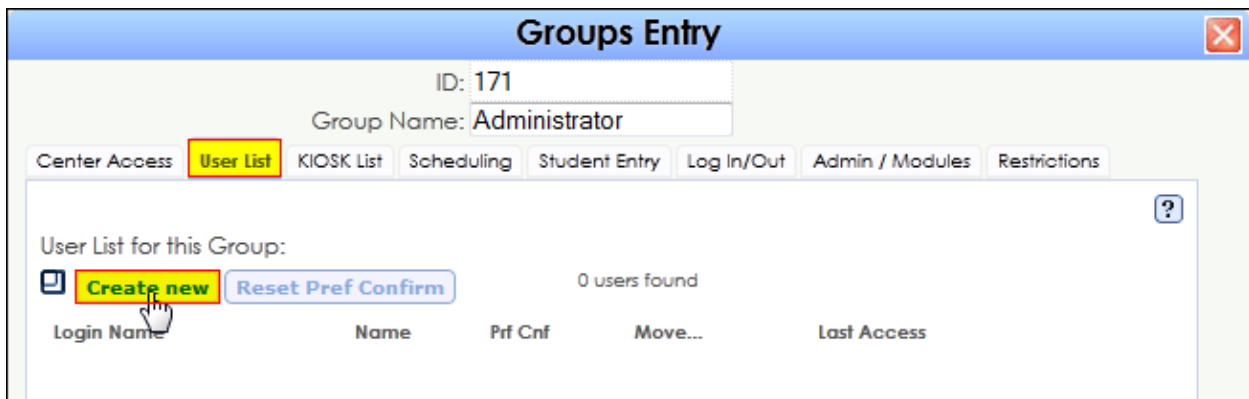 Groups Entry
ID: 171
Group Name: Administrator
Center Access User List KIOSK List Scheduling Student Entry Log In/Out Admin / Modules Restrictions
?
User List for this Group:
Create new Reset Pref Confirm 0 users found
Login Name Name Prf Cnf Move... Last Access